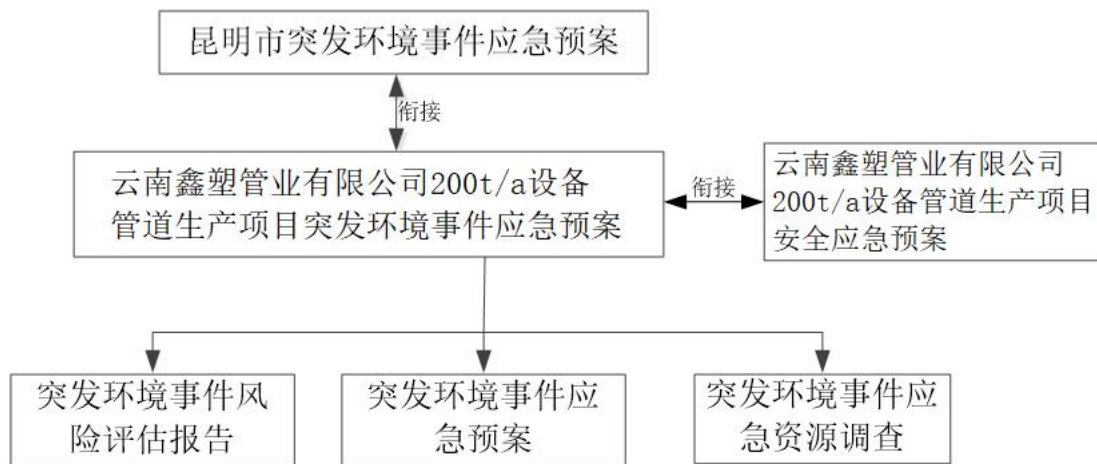 昆明市突发环境事件应急预案
衔接
云南鑫塑管业有限公司200t/a设备
管道生产项目突发环境事件应急预案
衔接
云南鑫塑管业有限公司
200t/a设备管道生产项目
安全应急预案
突发环境事件风
险评估报告
突发环境事件应
急预案
突发环境事件应
急资源调查